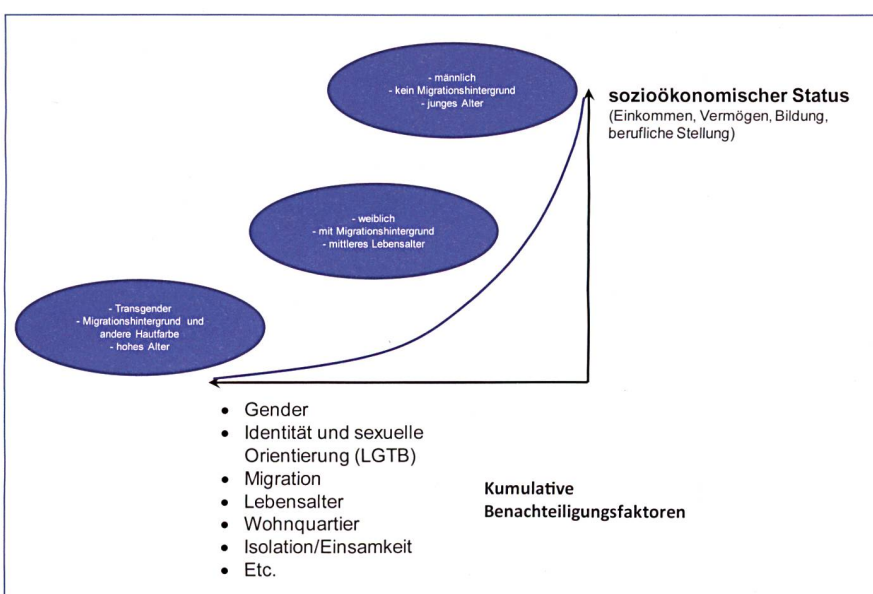 - männlich
- kein Migrationshintergrund
- junges Alter
sozioökonomischer Status
(Einkommen, Vermögen, Bildung,
berufliche Stellung)
- weiblich
- mit Migrationshintergrund
- mittleres Lebensalter
- Transgender
- Migrationshintergrund und
andere Hautfarbe
- hohes Alter
• Gender
• Identität und sexuelle
Orientierung (LGTB)
• Migration
• Lebensalter
• Wohnquartier
• Isolation/Einsamkeit
• Etc.
Kumulative
Benachteiligungsfaktoren